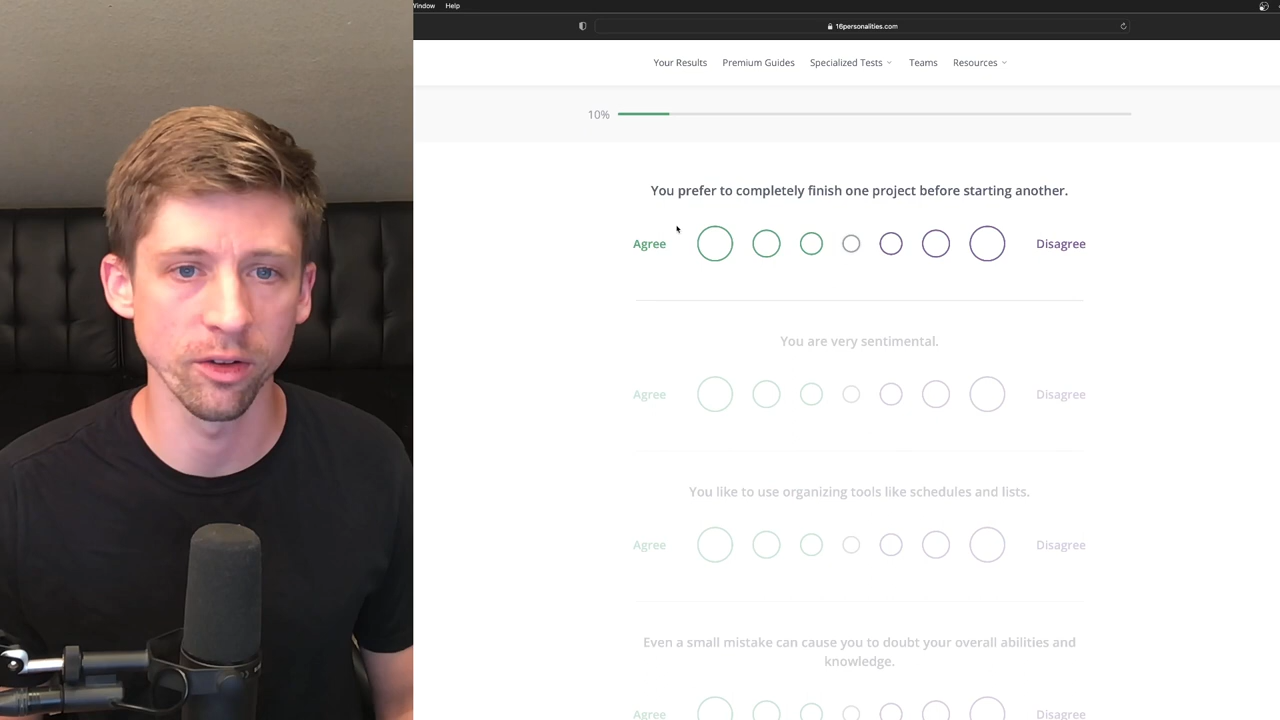 Window Help
16personalities.com
Your Results Premium Guides Specialized Tests Teams Resources
10%
You prefer to completely finish one project before starting another.
Agree Disagree
You are very sentimental.
Agree Disagree
You like to use organizing tools like schedules and lists.
Agree Disagree
Even a small mistake can cause you to doubt your overall abilities and
knowledge.
Agree Disagree